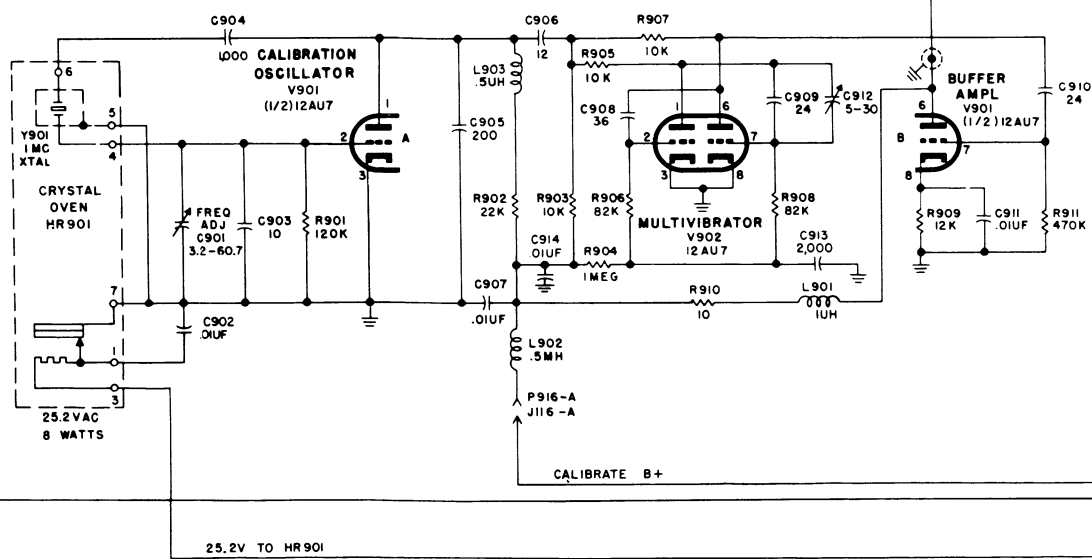 C904
1,000
CALIBRATION
OSCILLATOR
V901
(1/2)12AU7
C906
12
R907
10K
R905
10K
L903
.5UH
C905
200
C908
36
C909
24
C912
5-30
BUFFER
AMPL
V901
(1/2)12AU7
C910
24
6
5
4
Y901
1 MC
XTAL
CRYSTAL
OVEN
HR901
1
2
A
3
1
6
2
7
3
8
6
B
7
8
FREQ
ADJ
C901
3.2-60.7
C903
10
R901
120K
R902
22K
R903
10K
R906
82K
R908
82K
MULTIVIBRATOR
V902
12AU7
R909
12K
C911
.01UF
R911
470K
C914
.01UF
R904
1MEG
C913
2,000
7
C902
.01UF
C907
.01UF
R910
10
L901
1UH
1
3
L902
.5MH
P916-A
J116-A
25.2VAC
8 WATTS
CALIBRATE B+
25.2V TO HR901